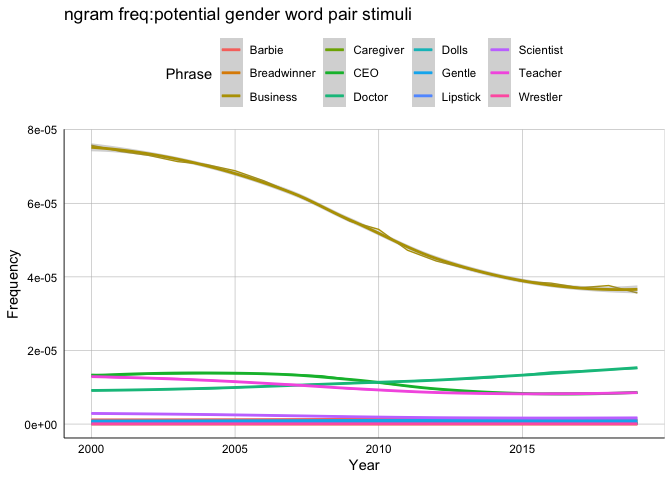 ngram freq:potential gender word pair stimuli
Phrase
Barbie Caregiver Dolls Scientist
Breadwinner CEO Gentle Teacher
Business Doctor Lipstick Wrestler
8e-05
6e-05
4e-05
2e-05
0e+00
Frequency
2000 2005 2010 2015
Year